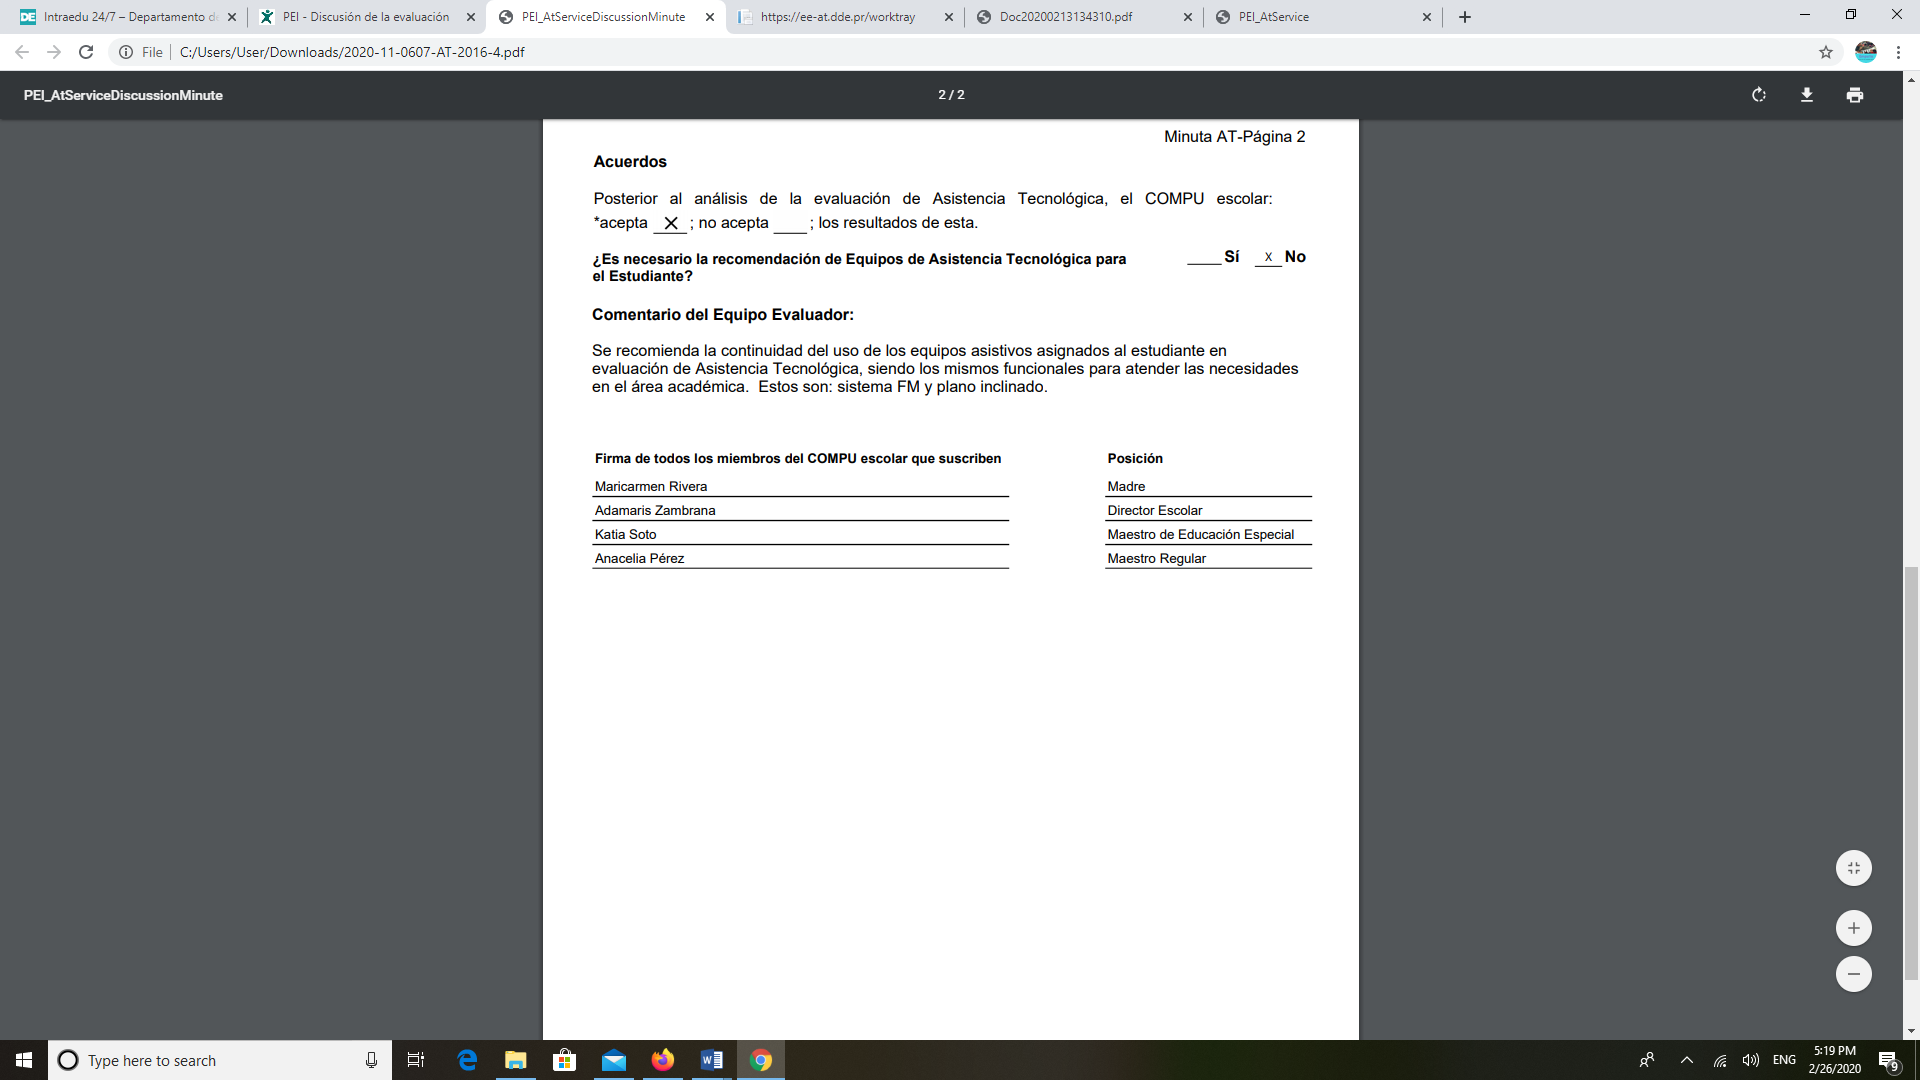 Intraedu 24/7 – Departamento d
PEI - Discusión de la evaluación
PEI_AtServiceDiscussionMinute
https://ee-at.dde.pr/worktray
Doc20200213134310.pdf
PEI_AtService
File
C:/Users/User/Downloads/2020-11-0607-AT-2016-4.pdf
PEI_AtServiceDiscussionMinute
2 / 2
Minuta AT-Página 2
Acuerdos
Posterior al análisis de la evaluación de Asistencia Tecnológica, el COMPU escolar:
*acepta X ; no acepta ____ ; los resultados de esta.
¿Es necesario la recomendación de Equipos de Asistencia Tecnológica para ____ Sí x No
el Estudiante?
Comentario del Equipo Evaluador:
Se recomienda la continuidad del uso de los equipos asistivos asignados al estudiante en
evaluación de Asistencia Tecnológica, siendo los mismos funcionales para atender las necesidades
en el área académica. Estos son: sistema FM y plano inclinado.
Firma de todos los miembros del COMPU escolar que suscriben Posición
Maricarmen Rivera Madre
Adamaris Zambrana Director Escolar
Katia Soto Maestro de Educación Especial
Anacelia Pérez Maestro Regular
Type here to search
ENG
5:19 PM
2/26/2020
9